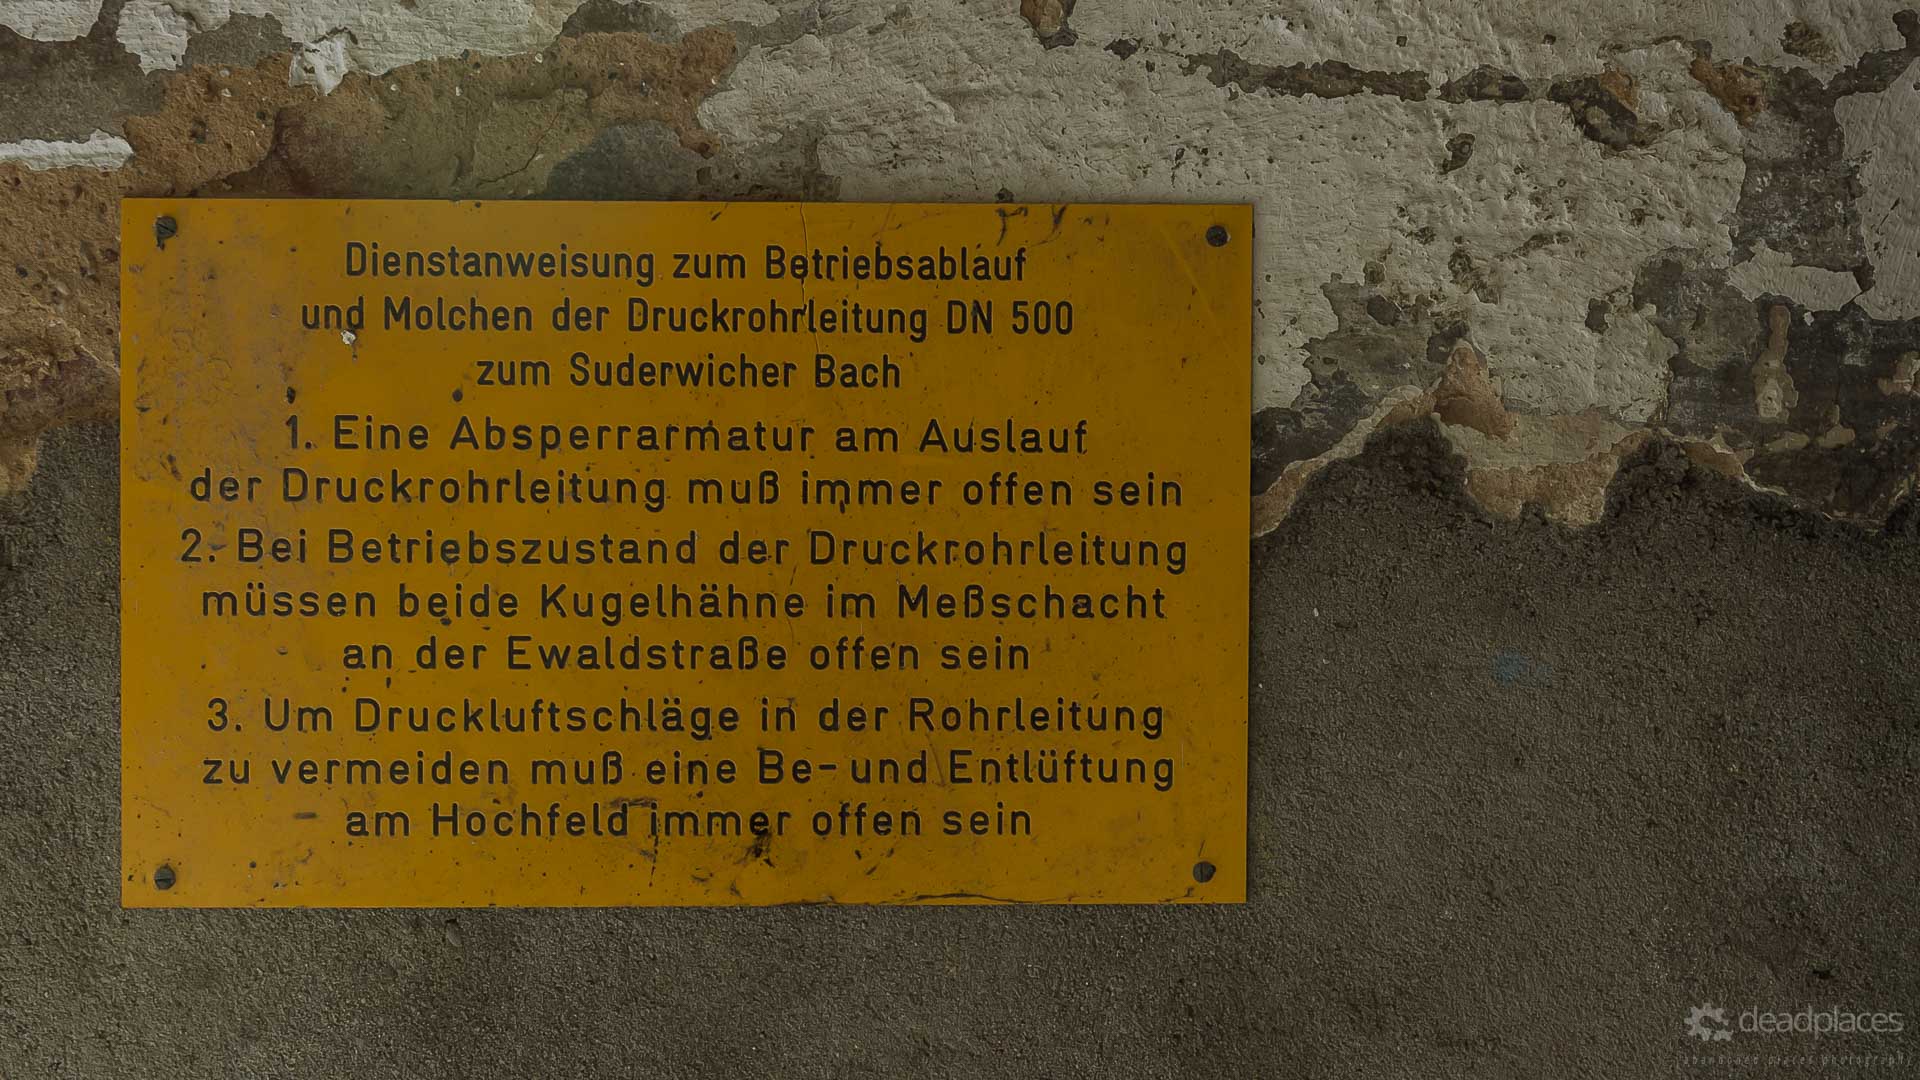 Dienstanweisung zum Betriebsablauf
und Molchen der Druckrohrleitung DN 500
zum Suderwicher Bach
1. Eine Absperrarmatur am Auslauf
der Druckrohrleitung muß immer offen sein
2. Bei Betriebszustand der Druckrohrleitung
müssen beide Kugelhähne im Meßschacht
an der Ewaldstraße offen sein
3. Um Druckluftschläge in der Rohrleitung
zu vermeiden muß eine Be- und Entlüftung
am Hochfeld immer offen sein
deadplaces
abandoned places photography